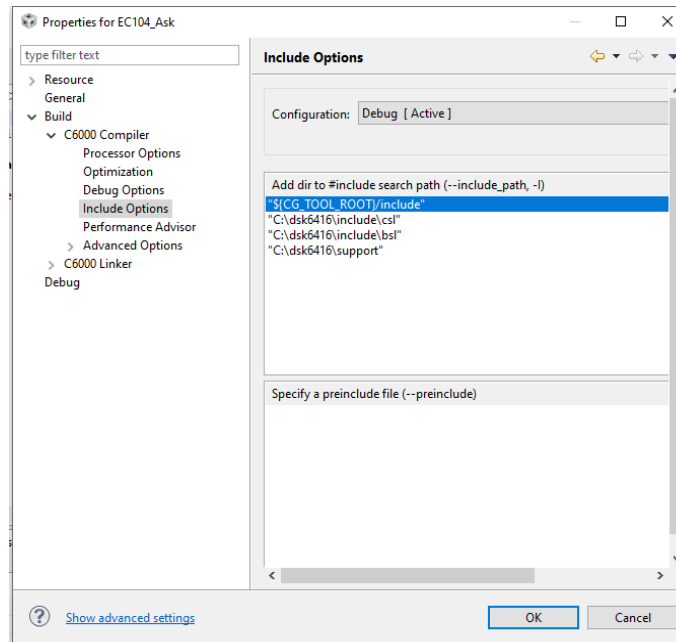 Properties for EC104_Ask
type filter text
Resource
General
Build
C6000 Compiler
Processor Options
Optimization
Debug Options
Include Options
Performance Advisor
Advanced Options
C6000 Linker
Debug
Include Options
Configuration: Debug [ Active ]
Add dir to #include search path (--include_path, -I)
"${CG_TOOL_ROOT}/include"
"C:\dsk6416\include\csl"
"C:\dsk6416\include\bsl"
"C:\dsk6416\support"
Specify a preinclude file (--preinclude)
Show advanced settings
OK
Cancel